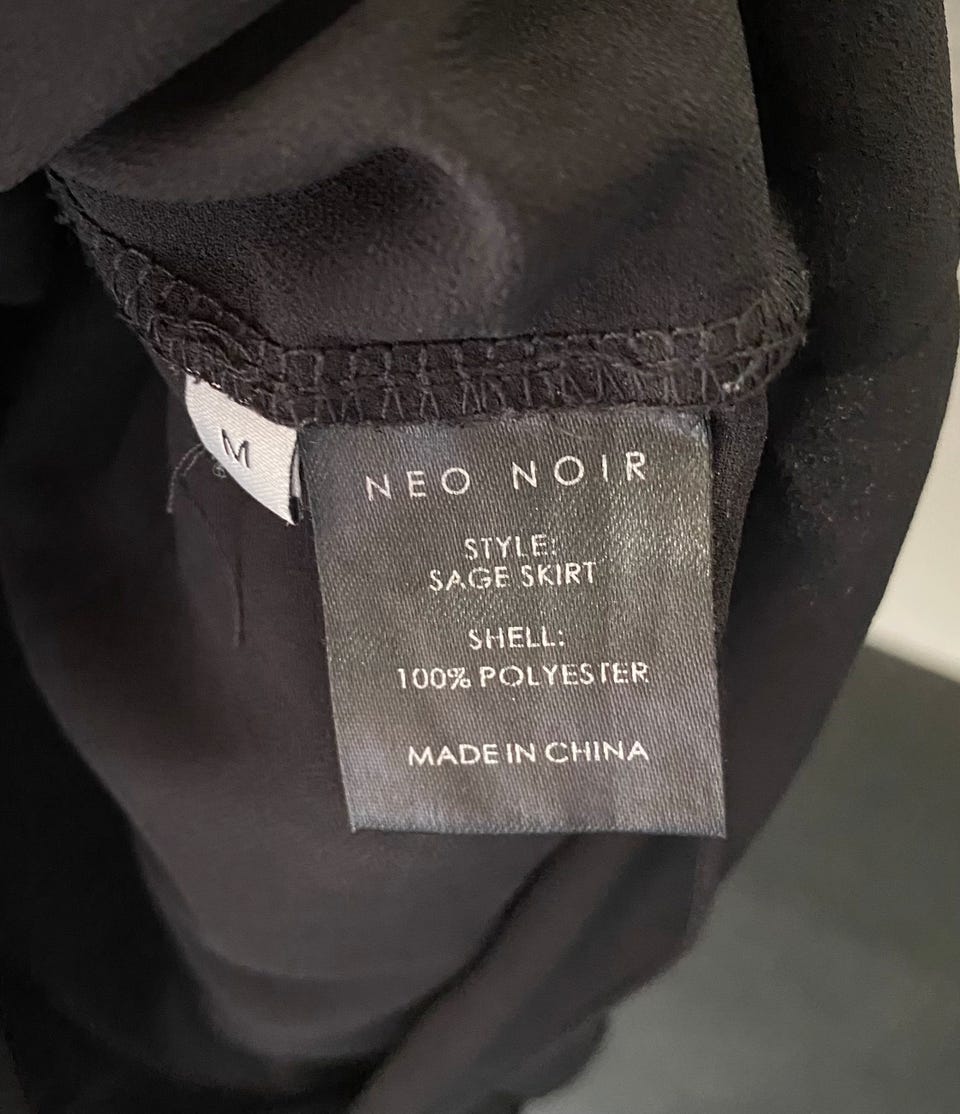 M
NEO NOIR
STYLE:
SAGE SKIRT
SHELL:
100% POLYESTER
MADE IN CHINA